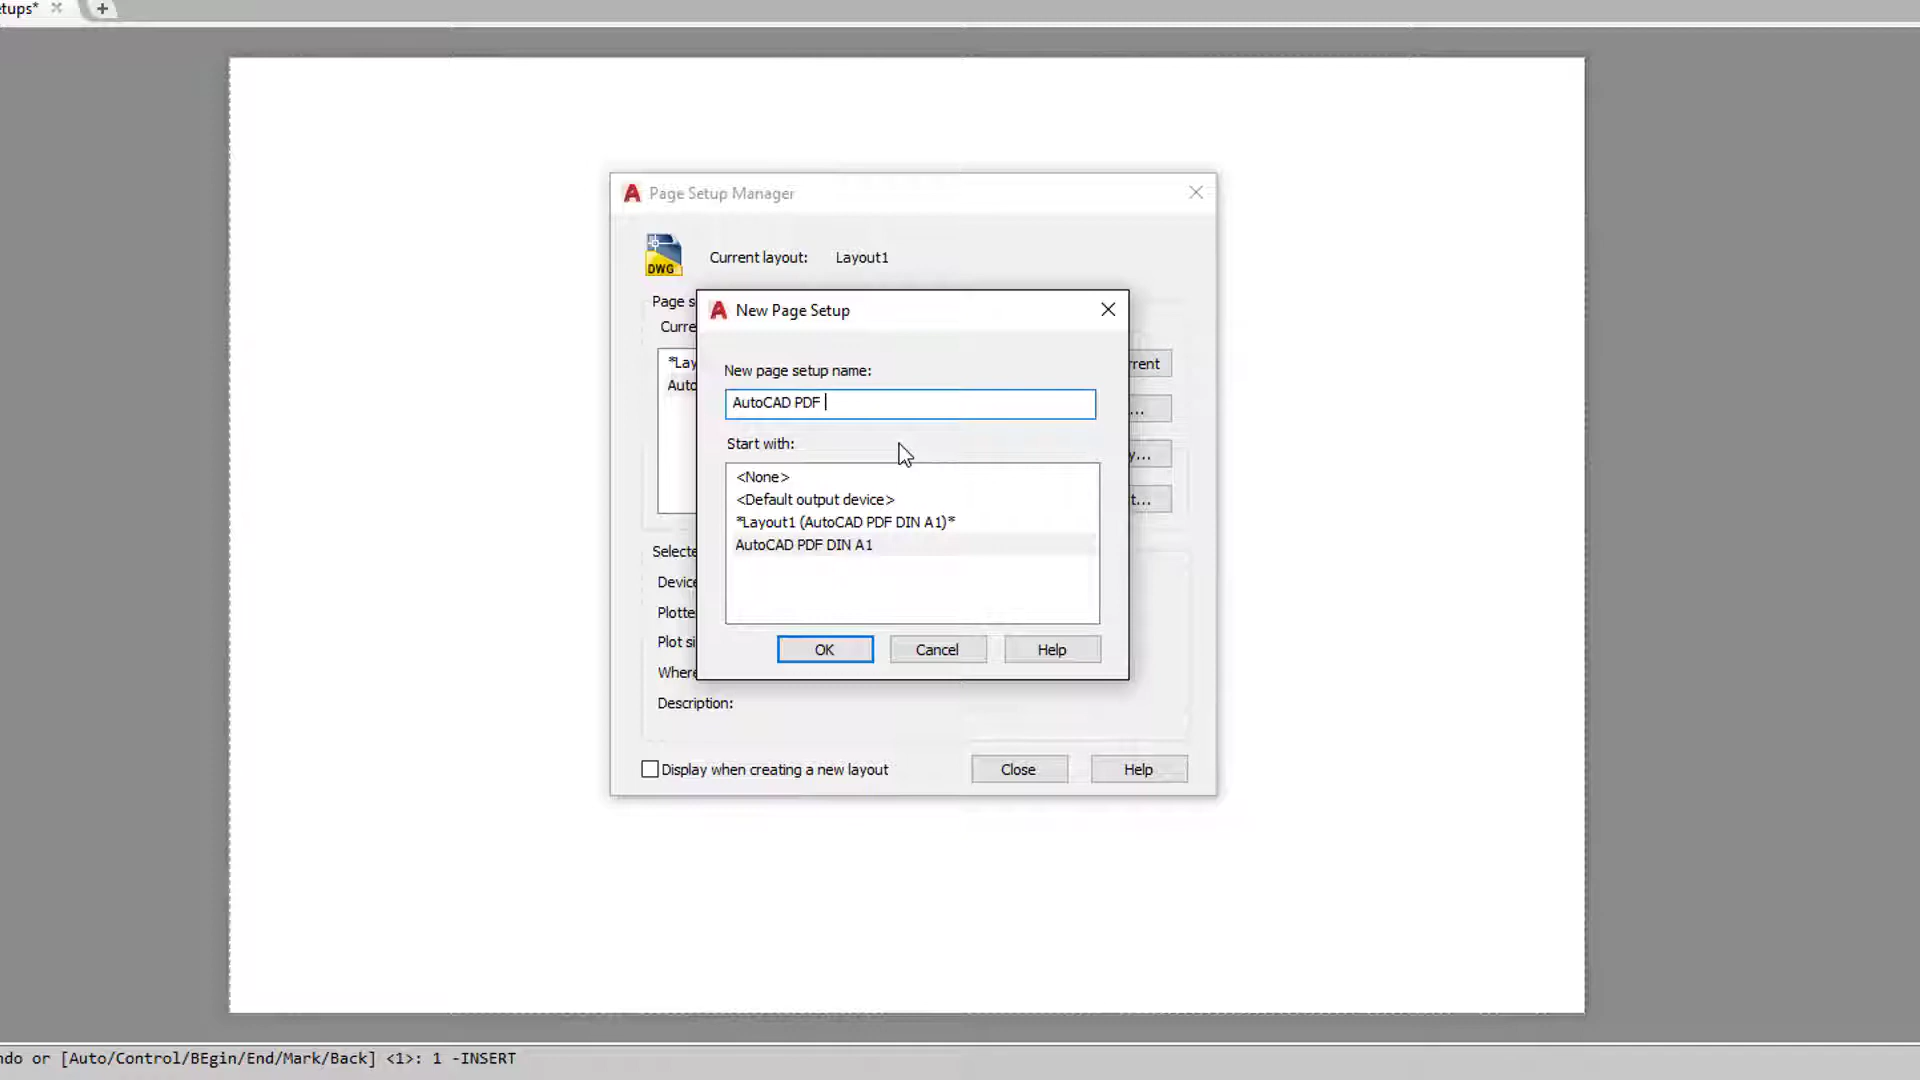 etups*
Page Setup Manager
DWG
Current layout: Layout1
Page s
Curre
*Lay
Auto
rrent
...
y...
t...
New Page Setup
New page setup name:
AutoCAD PDF
Start with:
<None>
<Default output device>
*Layout1 (AutoCAD PDF DIN A1)*
AutoCAD PDF DIN A1
OK Cancel Help
Selecte
Device
Plotte
Plot si
Where
Description:
Display when creating a new layout Close Help
ndo or [Auto/Control/BEgin/End/Mark/Back] <1>: 1 -INSERT